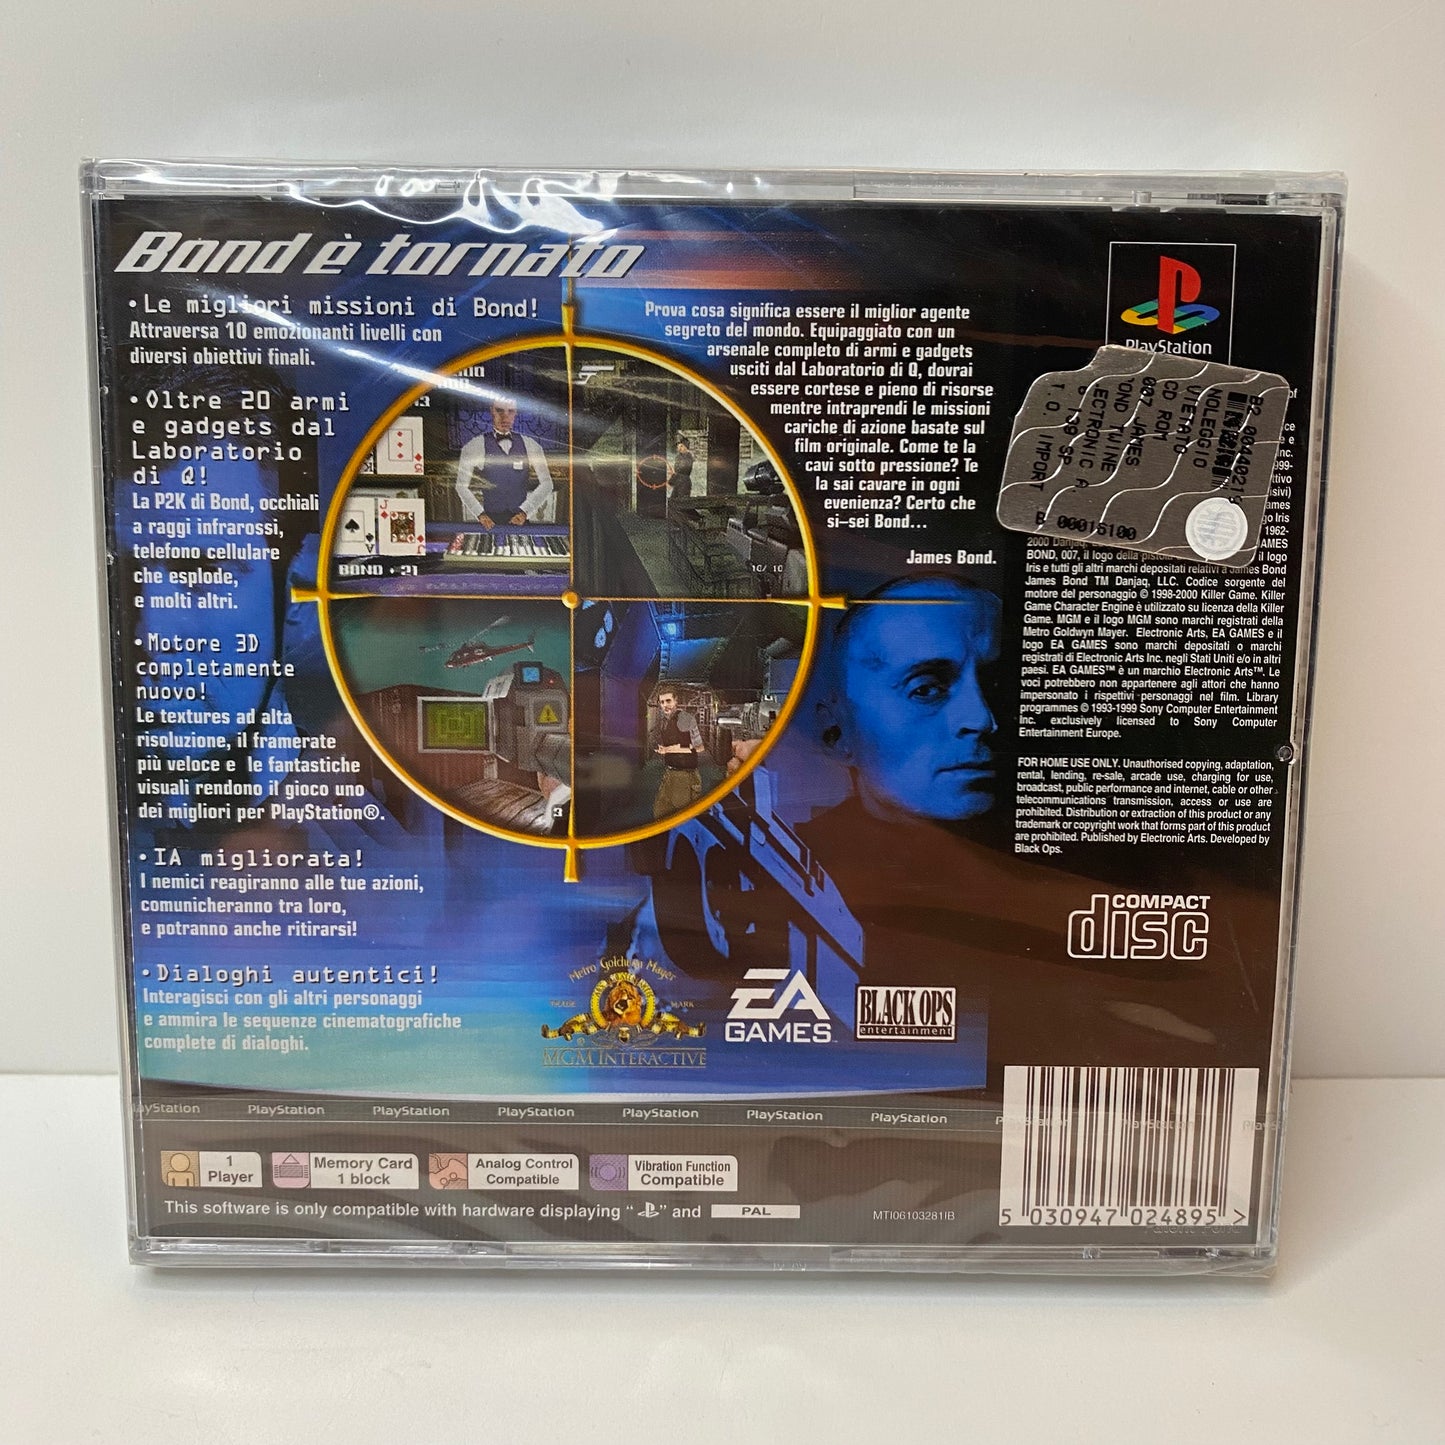 Bond è tornato
• Le migliori missioni di Bond!
Attraversa 10 emozionanti livelli con
diversi obiettivi finali.
• Oltre 20 armi
e gadgets dal
Laboratorio
di Q!
La P2K di Bond, occhiali
a raggi infrarossi,
telefono cellulare
che esplode,
e molti altri.
• Motore 3D
completamente
nuovo!
Le textures ad alta
risoluzione, il framerate
più veloce e le fantastiche
visuali rendono il gioco uno
dei migliori per PlayStation®.
• IA migliorata!
I nemici reagiranno alle tue azioni,
comunicheranno tra loro,
e potranno anche ritirarsi!
• Dialoghi autentici!
Interagisci con gli altri personaggi
e ammira le sequenze cinematografiche
complete di dialoghi.
BOND • 21
10/10
Prova cosa significa essere il miglior agente
segreto del mondo. Equipaggiato con un
arsenale completo di armi e gadgets
usciti dal Laboratorio di Q, dovrai
essere cortese e pieno di risorse
mentre intraprendi le missioni
cariche di azione basate sul
film originale. Come te la
cavi sotto pressione? Te
la sai cavare in ogni
evenienza? Certo che
si–sei Bond...
James Bond.
PlayStation
NOLEGGIO
VIETATO
CD ROM
007 JAMES
OND TWINE
ECTRONIC A.
T.O. IMPORT
B 00016100
2000 Danjaq,
BOND, 007, il logo della pistola il logo
Iris e tutti gli altri marchi depositati relativi a James Bond
James Bond TM Danjaq, LLC. Codice sorgente del
motore del personaggio © 1998-2000 Killer Game. Killer
Game Character Engine è utilizzato su licenza della Killer
Game. MGM e il logo MGM sono marchi registrati della
Metro Goldwyn Mayer. Electronic Arts, EA GAMES e il
logo EA GAMES sono marchi depositati o marchi
registrati di Electronic Arts Inc. negli Stati Uniti e/o in altri
paesi. EA GAMES™ è un marchio Electronic Arts™. Le
voci potrebbero non appartenere agli attori che hanno
impersonato i rispettivi personaggi nel film. Library
programmes © 1993-1999 Sony Computer Entertainment
Inc. exclusively licensed to Sony Computer
Entertainment Europe.
FOR HOME USE ONLY. Unauthorised copying, adaptation,
rental, lending, re-sale, arcade use, charging for use,
broadcast, public performance and internet, cable or other
telecommunications transmission, access or use are
prohibited. Distribution or extraction of this product or any
trademark or copyright work that forms part of this product
are prohibited. Published by Electronic Arts. Developed by
Black Ops.
COMPACT
disc
Metro Goldwyn Mayer
TRADE MARK
MGM INTERACTIVE
EA
GAMES™
BLACK OPS
entertainment
PlayStation PlayStation PlayStation PlayStation PlayStation PlayStation PlayStation
1
Player
Memory Card
1 block
Analog Control
Compatible
Vibration Function
Compatible
This software is only compatible with hardware displaying " " and PAL
MTI06103281IB
5 030947 024895 >